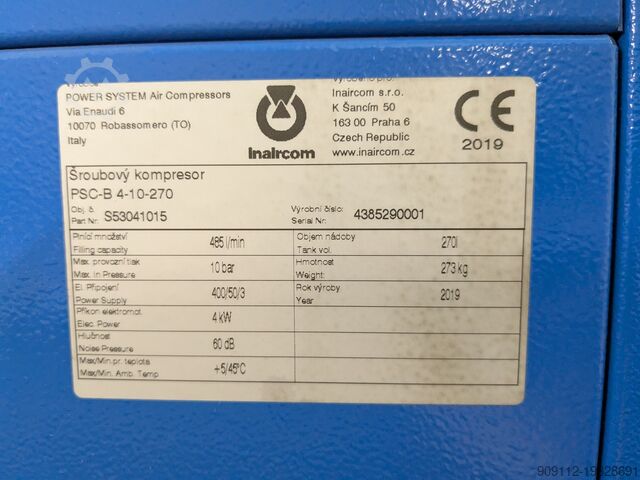 Výrobce
Vyrobeno pro:
POWER SYSTEM Air Compressors
Via Enaudi 6
10070 Robassomero (TO)
Italy
Inaircom
Inaircom s.r.o.
K Šancím 50
163 00 Praha 6
Czech Republic
www.inaircom.cz
CE
2019
Šroubový kompresor
PSC-B 4-10-270
Obj. č.
Part Nr. S53041015
Výrobní číslo:
Serial Nr: 4385290001
Plnící množství
Filling capacity 485 l/min
Objem nádoby
Tank vol. 270l
Max. provozní tlak
Max. In Pressure 10 bar
Hmotnost
Weight: 273 kg
El. Připojení
Power Supply 400/50/3
Rok výroby
Year 2019
Příkon elektromot.
Elec. Power 4 kW
Hlučnost
Noise Pressure 60 dB
Max/Min pr. teplota
Max/Min. Amb. Temp. +5/45°C